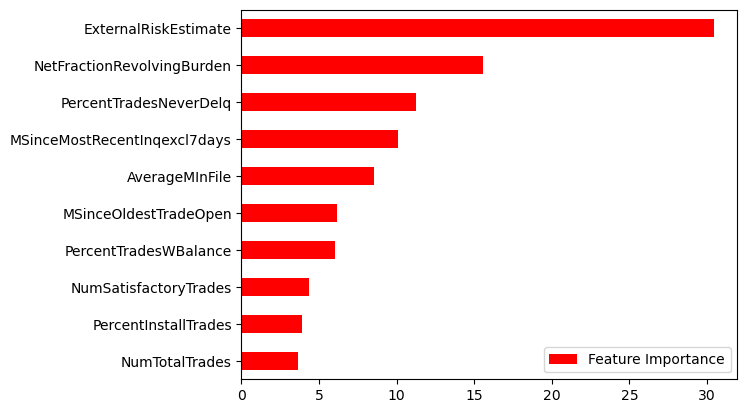 ExternalRiskEstimate
NetFractionRevolvingBurden
PercentTradesNeverDelq
MSinceMostRecentInqexcl7days
AverageMInFile
MSinceOldestTradeOpen
PercentTradesWBalance
NumSatisfactoryTrades
PercentInstallTrades
NumTotalTrades
Feature Importance
0 5 10 15 20 25 30